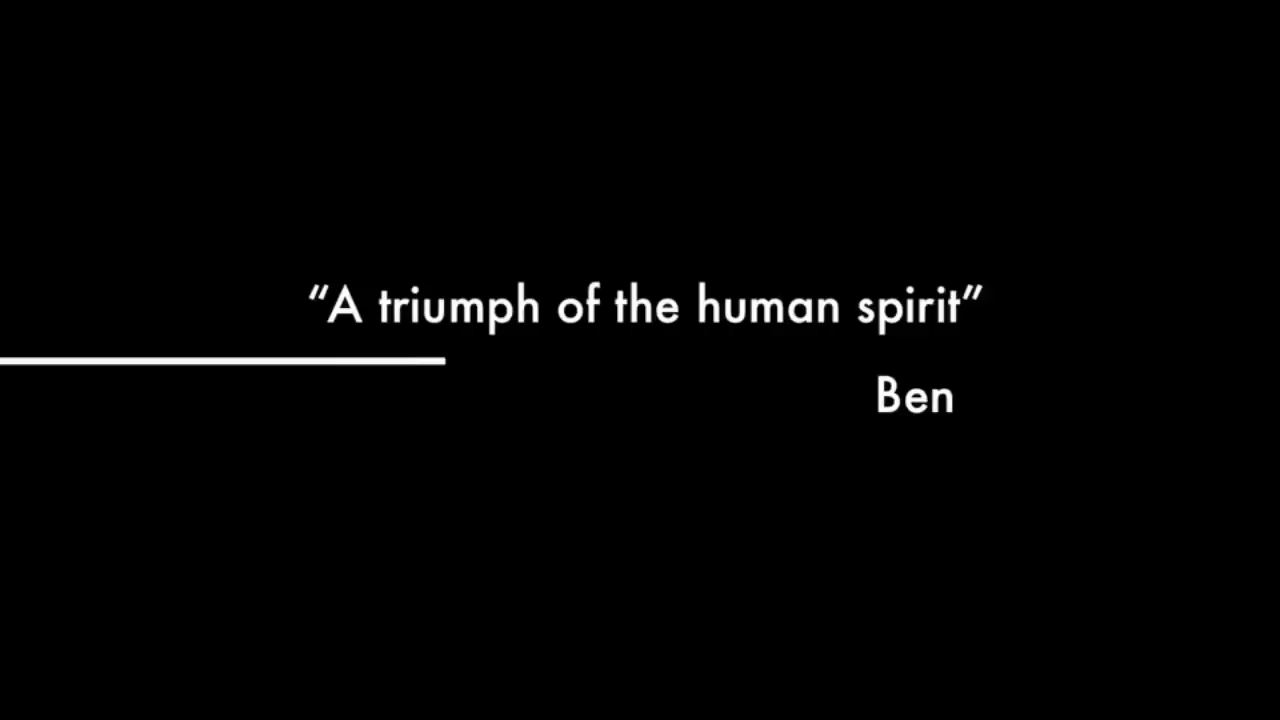 “A triumph of the human spirit”
Ben